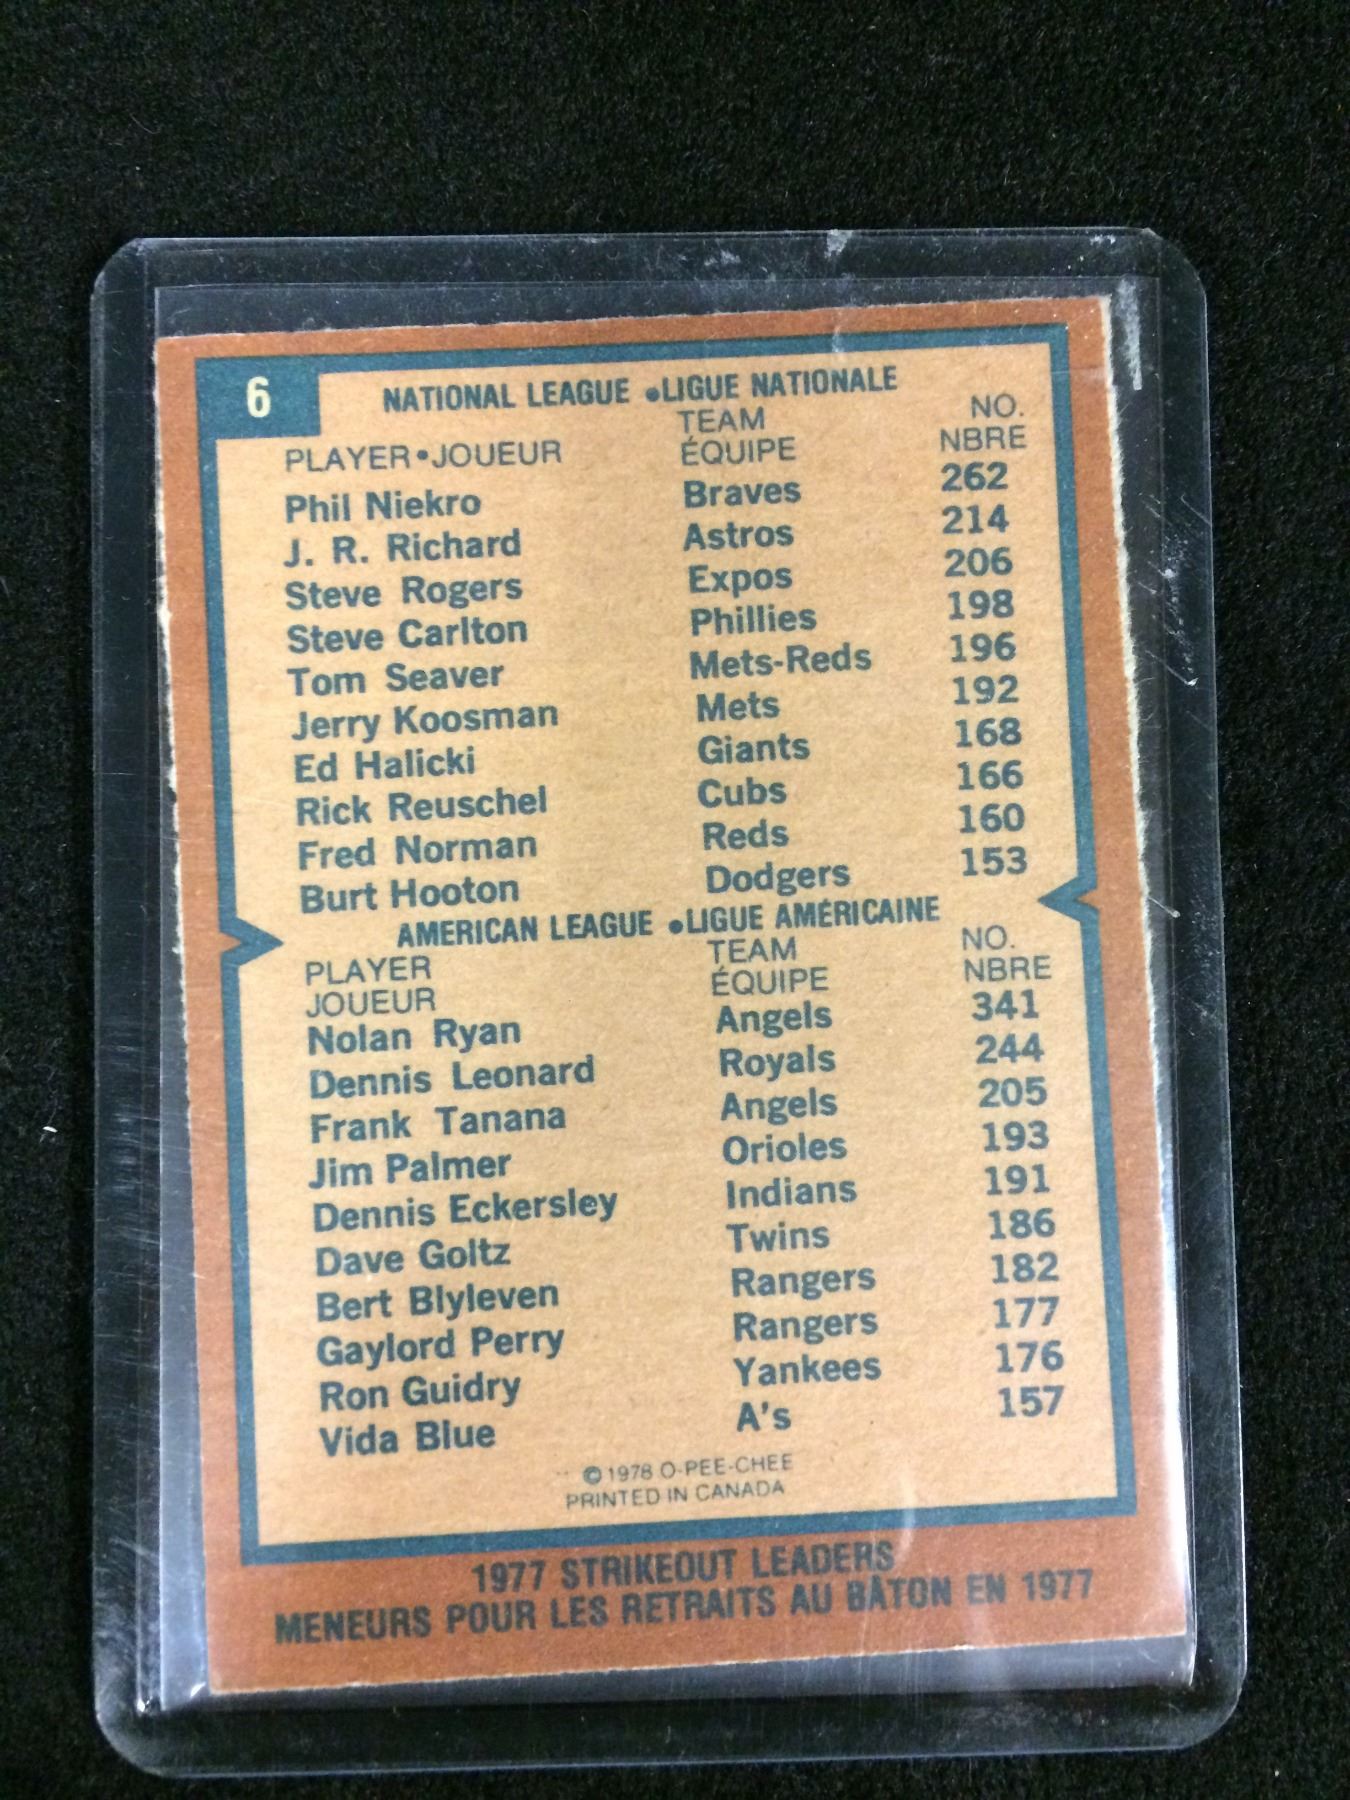 6
NATIONAL LEAGUE •LIGUE NATIONALE
PLAYER•JOUEUR TEAM ÉQUIPE NO. NBRE
Phil Niekro Braves 262
J. R. Richard Astros 214
Steve Rogers Expos 206
Steve Carlton Phillies 198
Tom Seaver Mets-Reds 196
Jerry Koosman Mets 192
Ed Halicki Giants 168
Rick Reuschel Cubs 166
Fred Norman Reds 160
Burt Hooton Dodgers 153
AMERICAN LEAGUE •LIGUE AMÉRICAINE
PLAYER TEAM NO.
JOUEUR ÉQUIPE NBRE
Nolan Ryan Angels 341
Dennis Leonard Royals 244
Frank Tanana Angels 205
Jim Palmer Orioles 193
Dennis Eckersley Indians 191
Dave Goltz Twins 186
Bert Blyleven Rangers 182
Gaylord Perry Rangers 177
Ron Guidry Yankees 176
Vida Blue A's 157
© 1978 O-PEE-CHEE
PRINTED IN CANADA
1977 STRIKEOUT LEADERS
MENEURS POUR LES RETRAITS AU BÂTON EN 1977